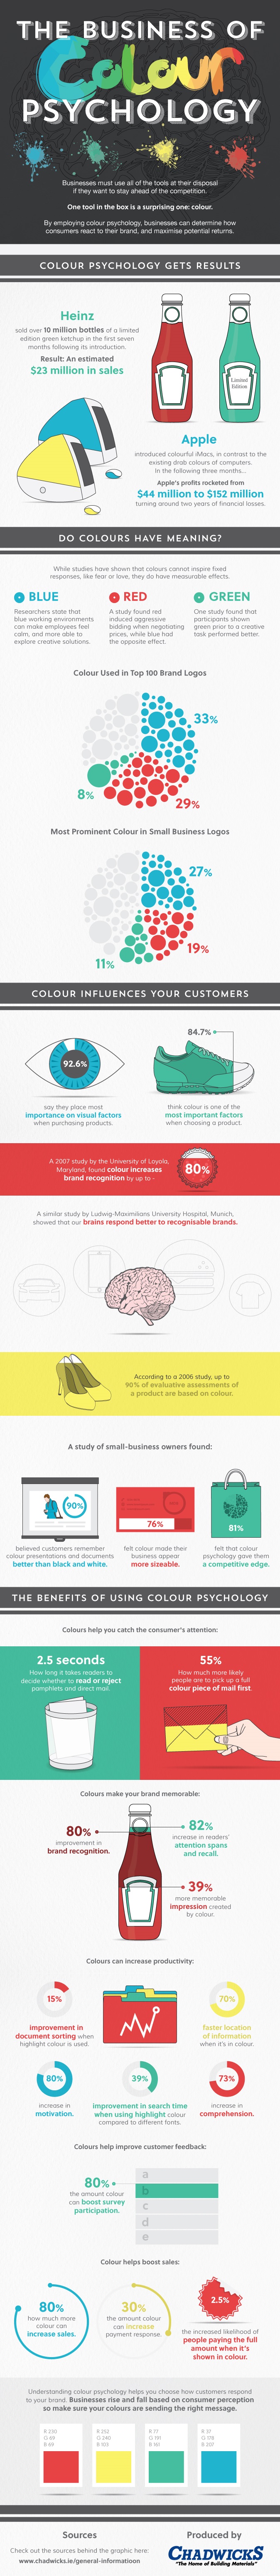 THE BUSINESS OF
Colour
PSYCHOLOGY
Businesses must use all of the tools at their disposal
if they want to stay ahead of the competition.
One tool in the box is a surprising one: colour.
By employing colour psychology, businesses can determine how
consumers react to their brand, and maximise potential returns.
COLOUR PSYCHOLOGY GETS RESULTS
Heinz
sold over 10 million bottles of a limited
edition green ketchup in the first seven
months following its introduction.
Result: An estimated
$23 million in sales
Limited
Edition
Apple
introduced colourful iMacs, in contrast to the
existing drab colours of computers.
In the following three months...
Apple's profits rocketed from
$44 million to $152 million
turning around two years of financial losses.
DO COLOURS HAVE MEANING?
While studies have shown that colours cannot inspire fixed
responses, like fear or love, they do have measurable effects.
BLUE
Researchers state that
blue working environments
can make employees feel
calm, and more able to
explore creative solutions.
RED
A study found red
induced aggressive
bidding when negotiating
prices, while blue had
the opposite effect.
GREEN
One study found that
participants shown
green prior to a creative
task performed better.
Colour Used in Top 100 Brand Logos
33%
8%
29%
Most Prominent Colour in Small Business Logos
27%
19%
11%
COLOUR INFLUENCES YOUR CUSTOMERS
92.6%
say they place most
importance on visual factors
when purchasing products.
84.7%
think colour is one of the
most important factors
when choosing a product.
A 2007 study by the University of Loyola,
Maryland, found colour increases
brand recognition by up to -
80%
A similar study by Ludwig-Maximilians University Hospital, Munich,
showed that our brains respond better to recognisable brands.
According to a 2006 study, up to
90% of evaluative assessments of
a product are based on colour.
A study of small-business owners found:
90%
believed customers remember
colour presentations and documents
better than black and white.
76%
felt colour made their
business appear
more sizeable.
81%
felt that colour
psychology gave them
a competitive edge.
THE BENEFITS OF USING COLOUR PSYCHOLOGY
Colours help you catch the consumer's attention:
2.5 seconds
How long it takes readers to
decide whether to read or reject
pamphlets and direct mail.
55%
How much more likely
people are to pick up a full
colour piece of mail first.
Colours make your brand memorable:
80%
improvement in
brand recognition.
82%
increase in readers'
attention spans
and recall.
39%
more memorable
impression created
by colour.
Colours can increase productivity:
15%
improvement in
document sorting when
highlight colour is used.
70%
faster location
of information
when it's in colour.
80%
increase in
motivation.
39%
improvement in search time
when using highlight colour
compared to different fonts.
73%
increase in
comprehension.
Colours help improve customer feedback:
80%
the amount colour
can boost survey
participation.
a
b
c
d
e
Colour helps boost sales:
80%
how much more
colour can
increase sales.
30%
the amount colour
can increase
payment response.
2.5%
the increased likelihood of
people paying the full
amount when it's
shown in colour.
Understanding colour psychology helps you choose how customers respond
to your brand. Businesses rise and fall based on consumer perception
so make sure your colours are sending the right message.
R 230
G 69
B 69
R 252
G 240
B 103
R 77
G 191
B 161
R 37
G 178
B 207
Sources
Check out the sources behind the graphic here:
www.chadwicks.ie/general-informatioon
Produced by
CHADWICKS
"The Home of Building Materials"